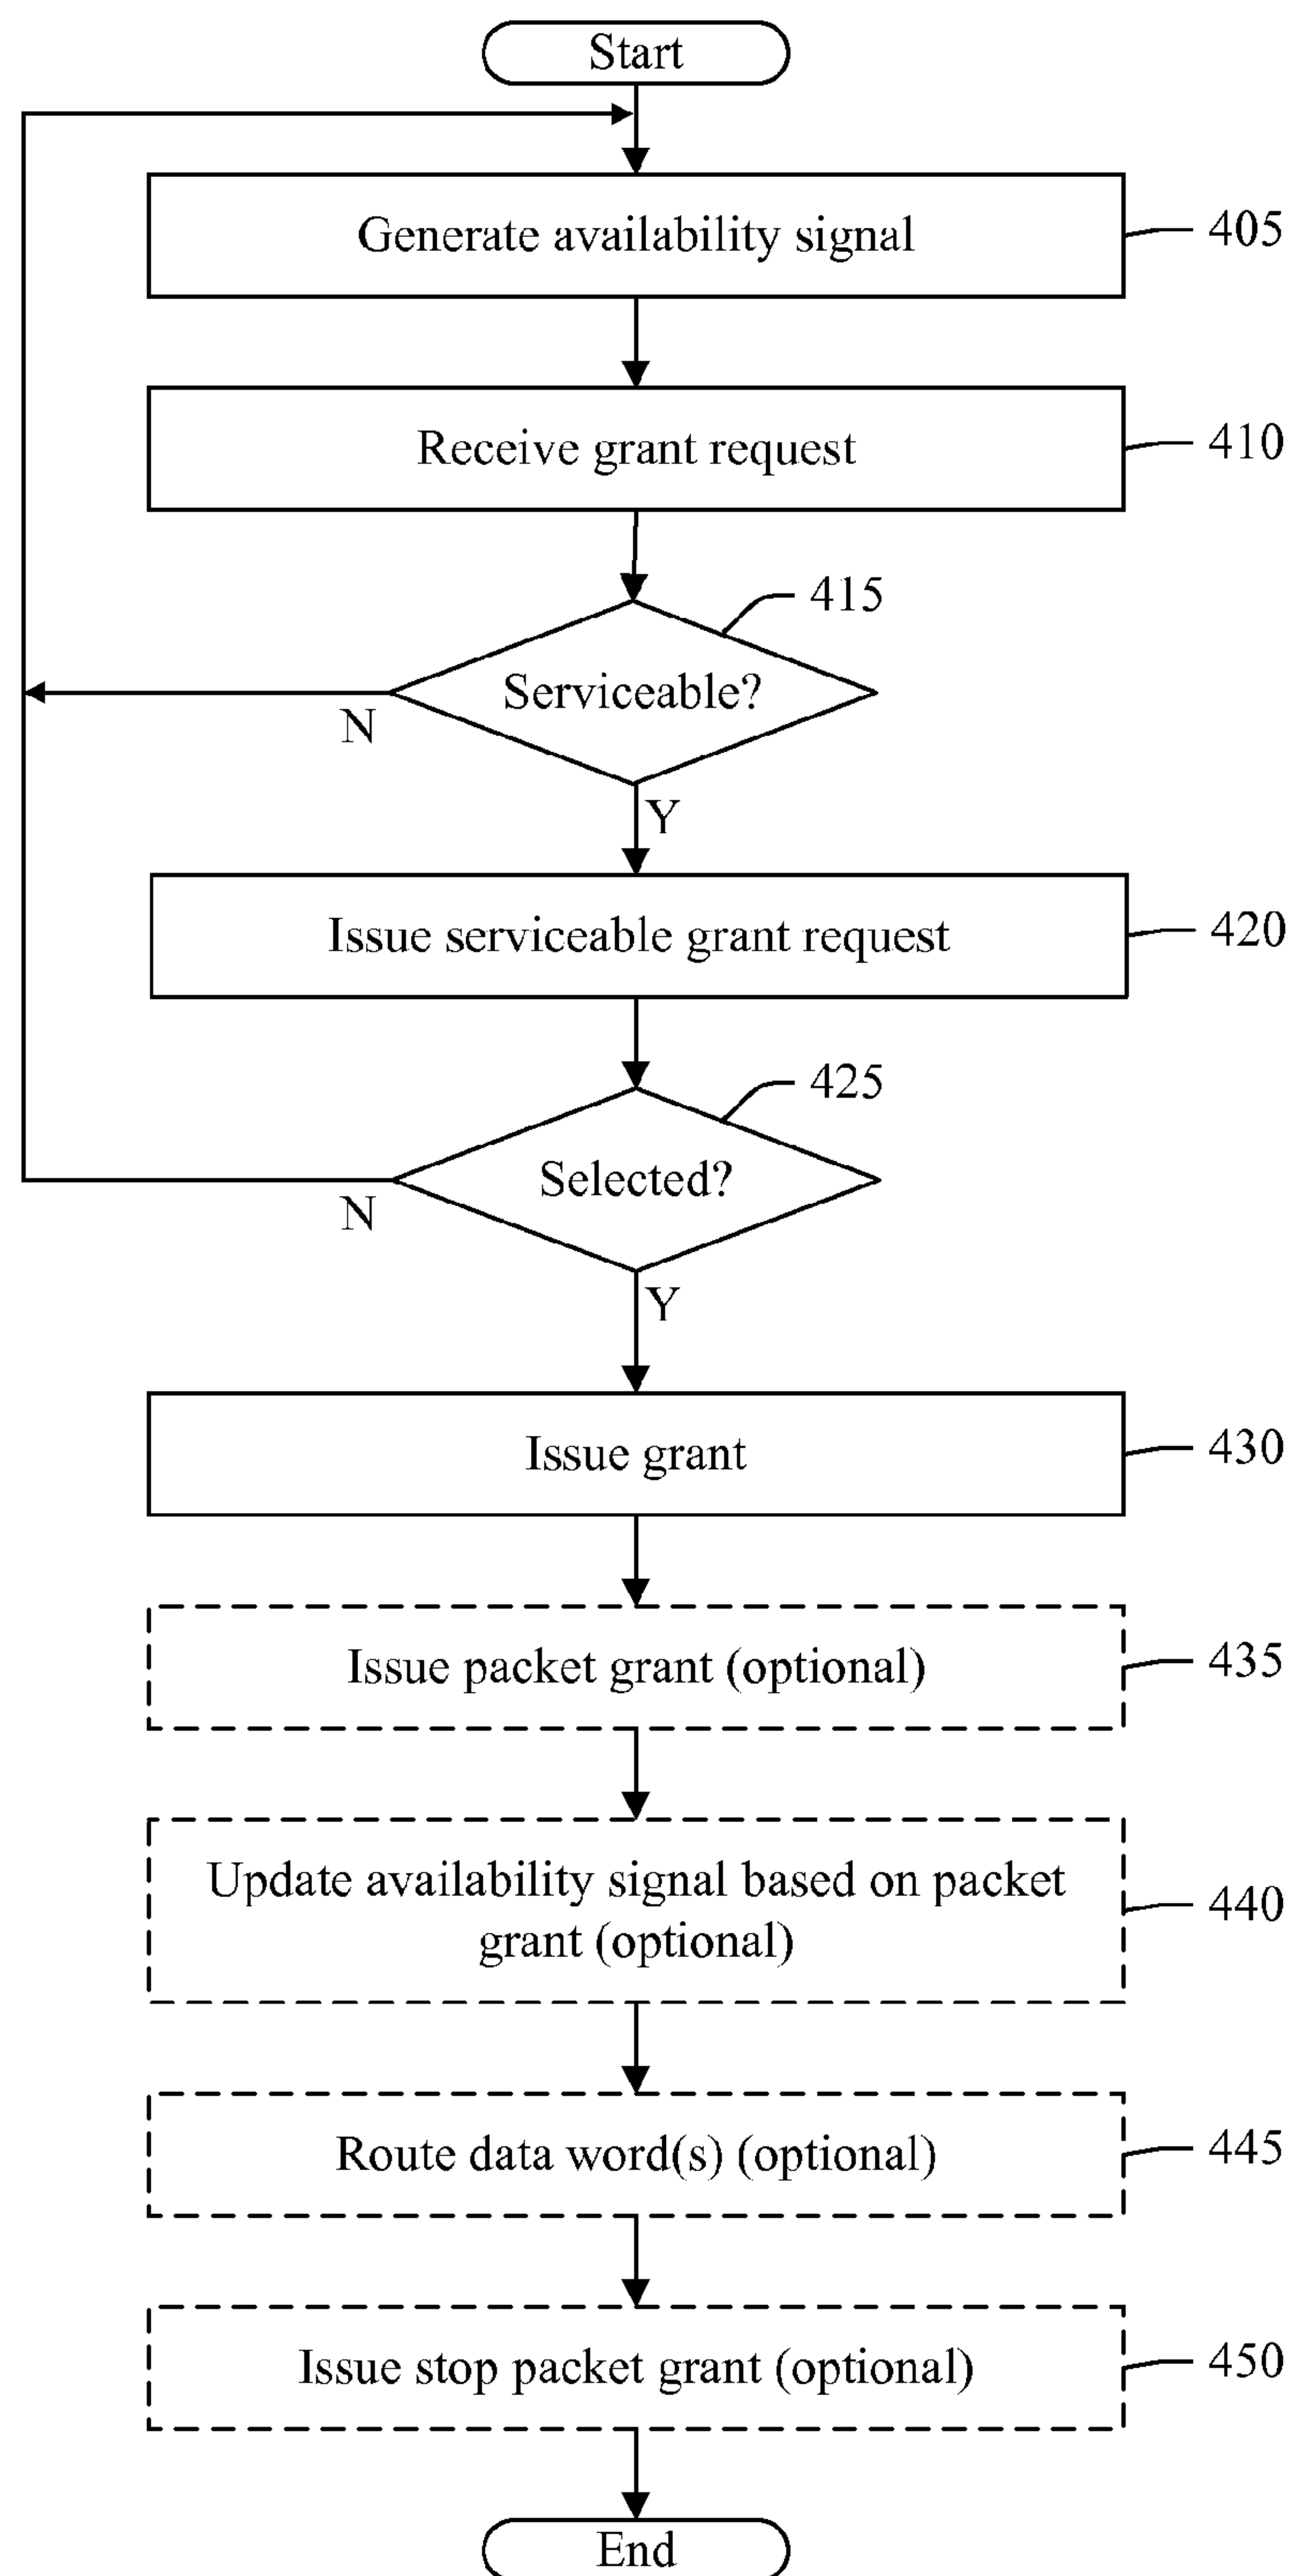 Start
Generate availability signal
405
Receive grant request
410
415
Serviceable?
N
Y
Issue serviceable grant request
420
425
Selected?
N
Y
Issue grant
430
Issue packet grant (optional)
435
Update availability signal based on packet
grant (optional)
440
Route data word(s) (optional)
445
Issue stop packet grant (optional)
450
End